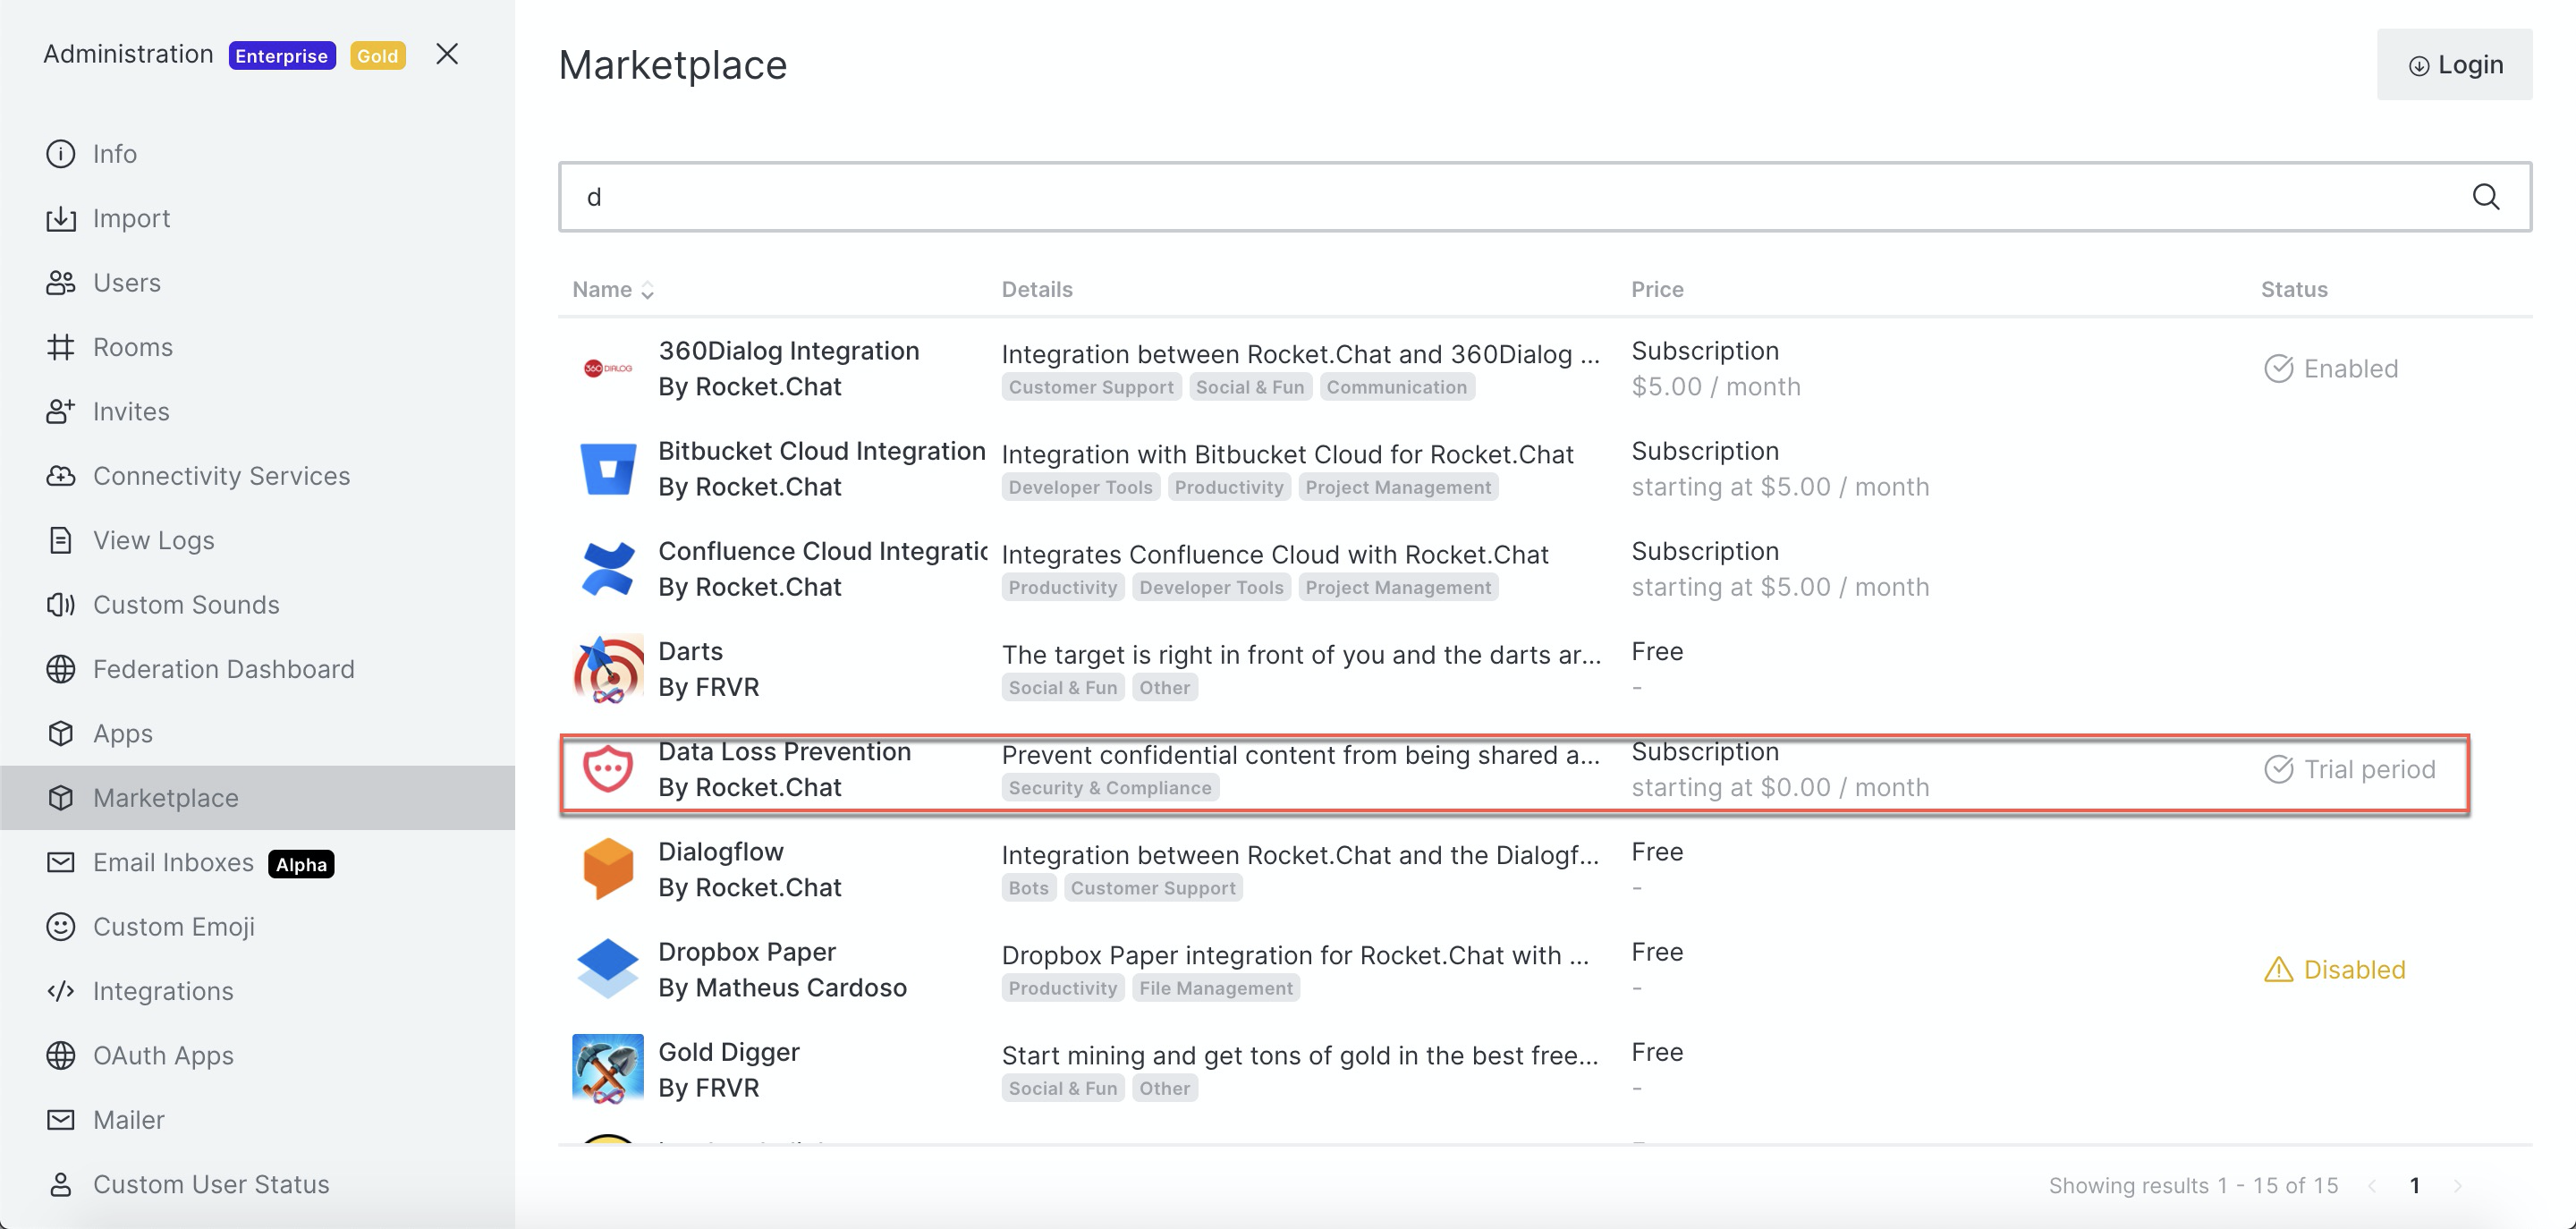 Administration Enterprise Gold
Info
Import
Users
Rooms
Invites
Connectivity Services
View Logs
Custom Sounds
Federation Dashboard
Apps
Marketplace
Email Inboxes Alpha
Custom Emoji
Integrations
OAuth Apps
Mailer
Custom User Status
Marketplace
Login
d
Name Details Price Status
360 DIALOG
360Dialog Integration
By Rocket.Chat
Integration between Rocket.Chat and 360Dialog ...
Customer Support Social & Fun Communication
Subscription
$5.00 / month
Enabled
Bitbucket Cloud Integration
By Rocket.Chat
Integration with Bitbucket Cloud for Rocket.Chat
Developer Tools Productivity Project Management
Subscription
starting at $5.00 / month
Confluence Cloud Integratio
By Rocket.Chat
Integrates Confluence Cloud with Rocket.Chat
Productivity Developer Tools Project Management
Subscription
starting at $5.00 / month
Darts
By FRVR
The target is right in front of you and the darts ar...
Social & Fun Other
Free
-
Data Loss Prevention
By Rocket.Chat
Prevent confidential content from being shared a...
Security & Compliance
Subscription
starting at $0.00 / month
Trial period
Dialogflow
By Rocket.Chat
Integration between Rocket.Chat and the Dialogf...
Bots Customer Support
Free
-
Dropbox Paper
By Matheus Cardoso
Dropbox Paper integration for Rocket.Chat with ...
Productivity File Management
Free
-
Disabled
Gold Digger
By FRVR
Start mining and get tons of gold in the best free...
Social & Fun Other
Free
-
Showing results 1 - 15 of 15 1